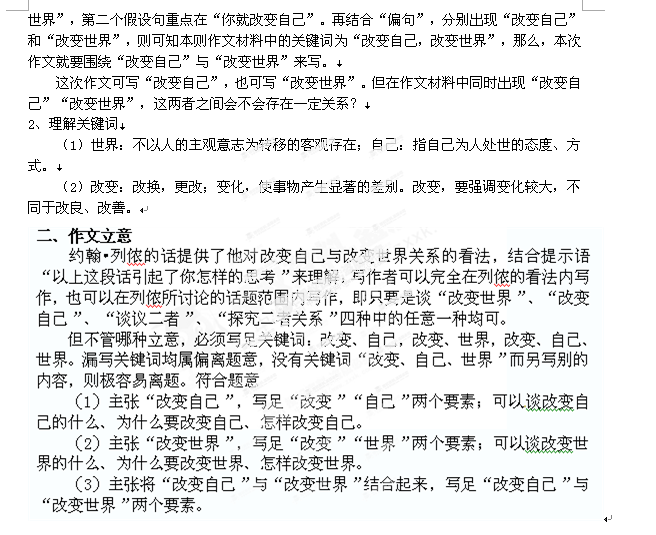 世界”，第二个假设句重点在“你就改变自己”。再结合“偏句”，分别出现“改变自己”
和“改变世界”，则可知本则作文材料中的关键词为“改变自己，改变世界”，那么，本次
作文就要围绕“改变自己”与“改变世界”来写。↓
这次作文可写“改变自己”，也可写“改变世界”。但在作文材料中同时出现“改变自
己”“改变世界”，这两者之间会不会存在一定关系？↓
2、理解关键词↓
（1）世界：不以人的主观意志为转移的客观存在；自己：指自己为人处世的态度、方
式。↓
（2）改变：改换，更改；变化，使事物产生显著的差别。改变，要强调变化较大，不
同于改良、改善。↵
二、作文立意
约翰•列侬的话提供了他对改变自己与改变世界关系的看法，结合提示语
“以上这段话引起了你怎样的思考”来理解，写作者可以完全在列侬的看法内写
作，也可以在列侬所讨论的话题范围内写作，即只要是谈“改变世界”、“改变
自己”、“谈议二者”、“探究二者关系”四种中的任意一种均可。
但不管哪种立意，必须写足关键词：改变、自己，改变、世界，改变、自己、
世界。漏写关键词均属偏离题意，没有关键词“改变、自己、世界”而另写别的
内容，则极容易离题。符合题意
（1）主张“改变自己”，写足“改变”“自己”两个要素；可以谈改变自
己的什么、为什么要改变自己、怎样改变自己。
（2）主张“改变世界”，写足“改变”“世界”两个要素；可以谈改变世
界的什么、为什么要改变世界、怎样改变世界。
（3）主张将“改变自己”与“改变世界”结合起来，写足“改变自己”与
“改变世界”两个要素。